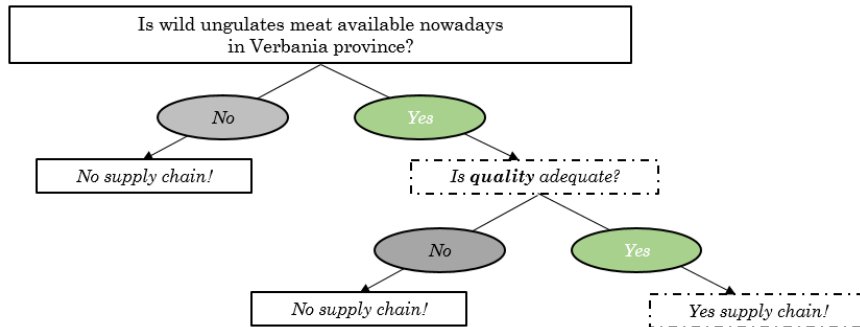 Is wild ungulates meat available nowadays
in Verbania province?
No
Yes
No supply chain!
Is quality adequate?
No
Yes
No supply chain!
Yes supply chain!